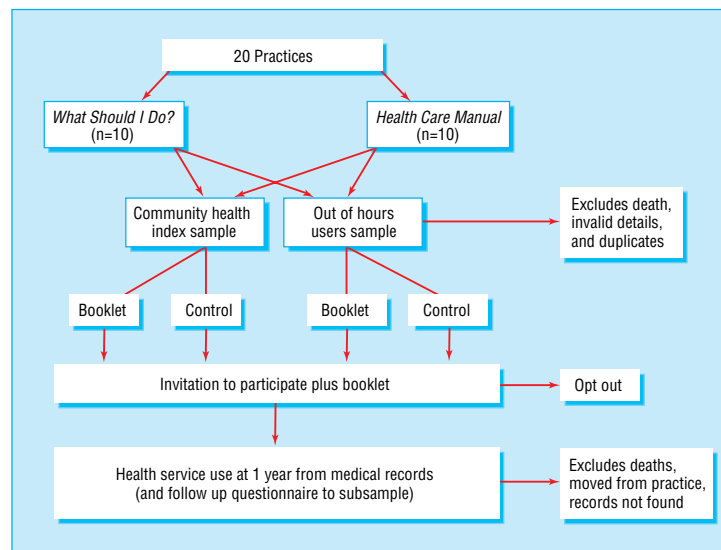 20 Practices
What Should I Do?
(n=10)
Health Care Manual
(n=10)
Community health
index sample
Out of hours
users sample
Excludes death,
invalid details,
and duplicates
Booklet
Control
Booklet
Control
Invitation to participate plus booklet
Opt out
Health service use at 1 year from medical records
(and follow up questionnaire to subsample)
Excludes deaths,
moved from practice,
records not found